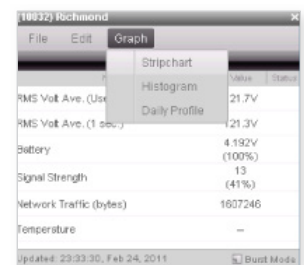 (10032) Richmond
File Edit Graph
Stripchart
Histogram
Daily Profile
Value Status
RMS Volt Ave. (Use 21.7V
RMS Volt Ave. (1 sec.) 121.3V
Battery 4.192V
(100%)
Signal Strength 13
(41%)
Network Traffic (bytes) 1607246
Temperature –
Updated: 23:33:30, Feb 24, 2011 Burst Mode